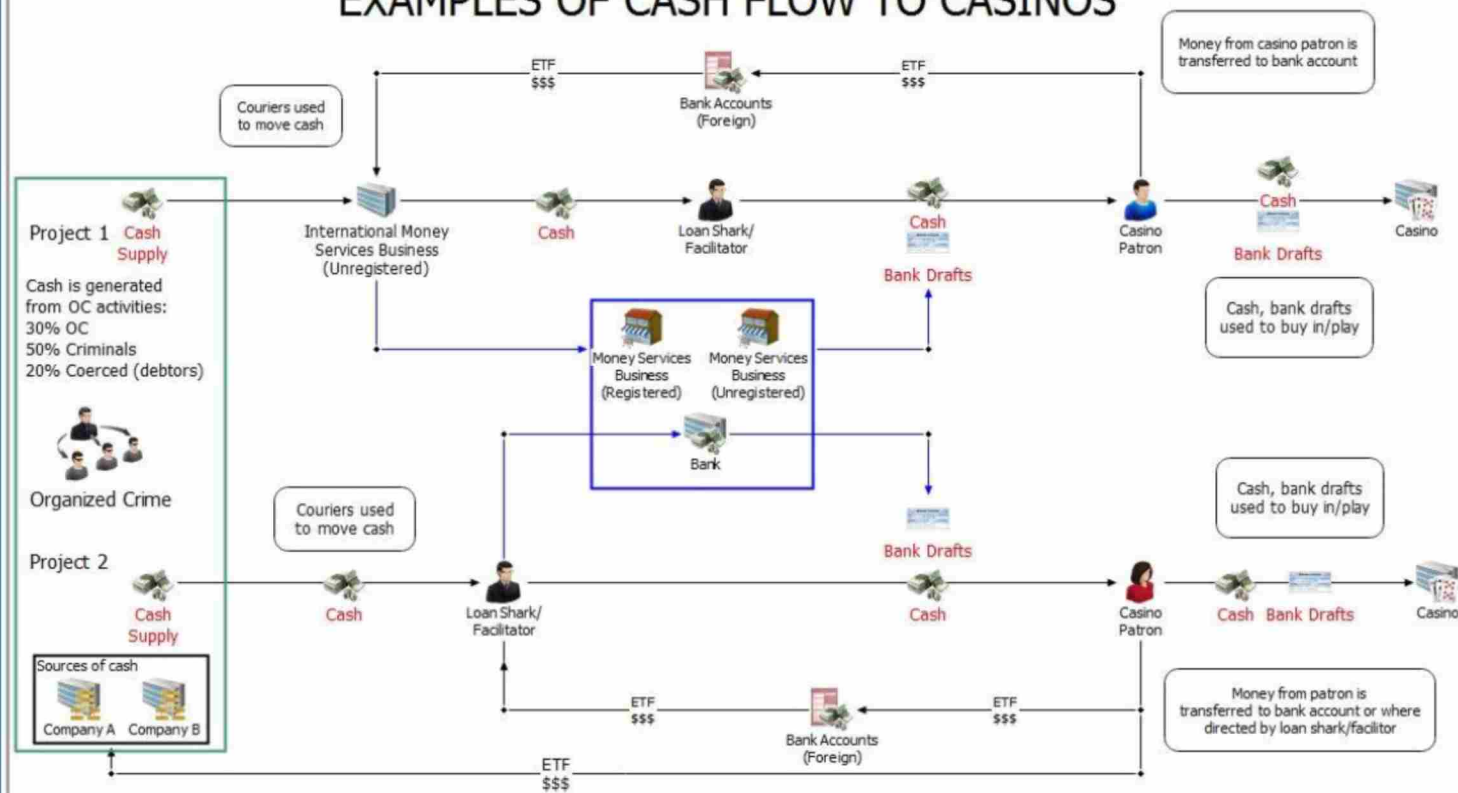 EXAMPLES OF CASH FLOW TO CASINOS
Money from casino patron is
transferred to bank account
ETF
$$$
ETF
$$$
Bank Accounts
(Foreign)
Couriers used
to move cash
Project 1
Cash
Supply
International Money
Services Business
(Unregistered)
Cash
Loan Shark/
Facilitator
Cash
Bank Drafts
Casino
Patron
Cash
Bank Drafts
Casino
Cash is generated
from OC activities:
30% OC
50% Criminals
20% Coerced (debtors)
Cash, bank drafts
used to buy in/play
Money Services
Business
(Registered)
Money Services
Business
(Unregistered)
Bank
Organized Crime
Couriers used
to move cash
Cash, bank drafts
used to buy in/play
Project 2
Cash
Supply
Cash
Loan Shark/
Facilitator
Bank Drafts
Cash
Casino
Patron
Cash Bank Drafts
Casino
Sources of cash
Company A Company B
ETF
$$$
ETF
$$$
Bank Accounts
(Foreign)
Money from patron is
transferred to bank account or where
directed by loan shark/facilitor
ETF
$$$